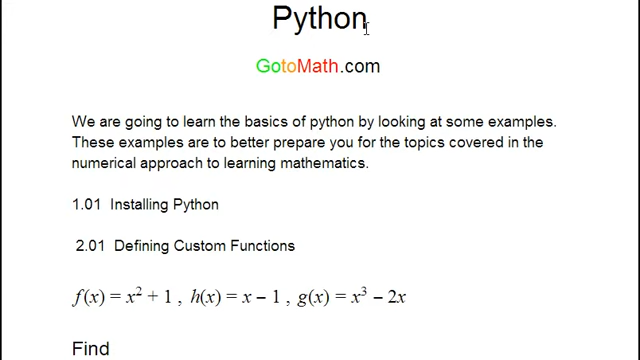 Python
GotoMath.com
We are going to learn the basics of python by looking at some examples.
These examples are to better prepare you for the topics covered in the
numerical approach to learning mathematics.
1.01 Installing Python
2.01 Defining Custom Functions
f(x) = x² + 1 , h(x) = x − 1 , g(x) = x³ − 2x
Find